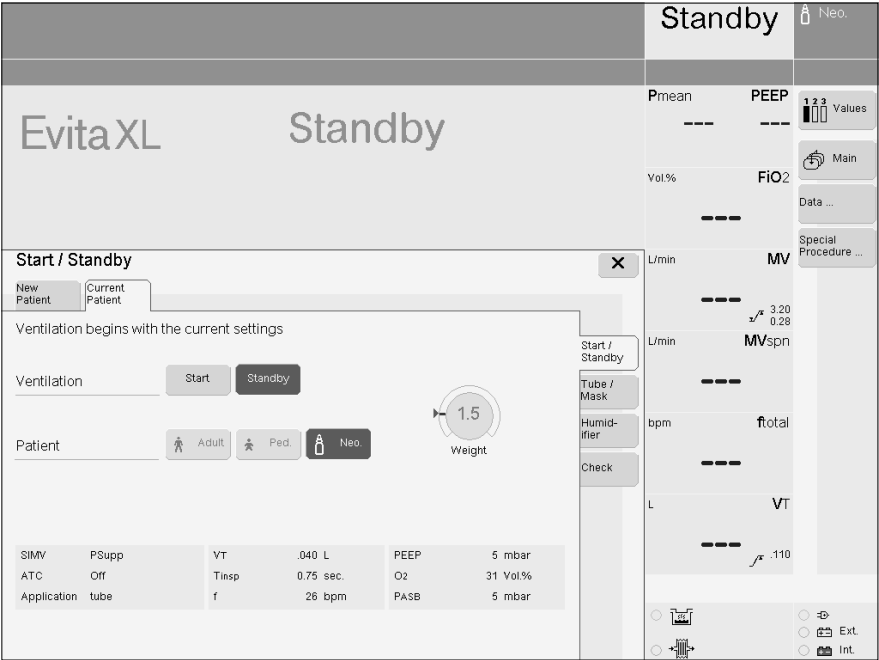 Standby
Neo.
Evita XL
Standby
Pmean PEEP
--- ---
1 2 3
Values
Main
Vol.% FiO2
---
Data ...
Special
Procedure ...
Start / Standby
L/min MV
---
3.20
0.28
New
Patient
Current
Patient
Ventilation begins with the current settings
Start /
Standby
L/min MVspn
---
Ventilation Start Standby
Tube /
Mask
1.5
Weight
Humid-
ifier
bpm ftotal
---
Patient Adult Ped. Neo.
Check
L VT
---
.110
SIMV PSupp VT .040 L PEEP 5 mbar
ATC Off Tinsp 0.75 sec. O2 31 Vol.%
Application tube f 26 bpm PASB 5 mbar
Ext.
Int.